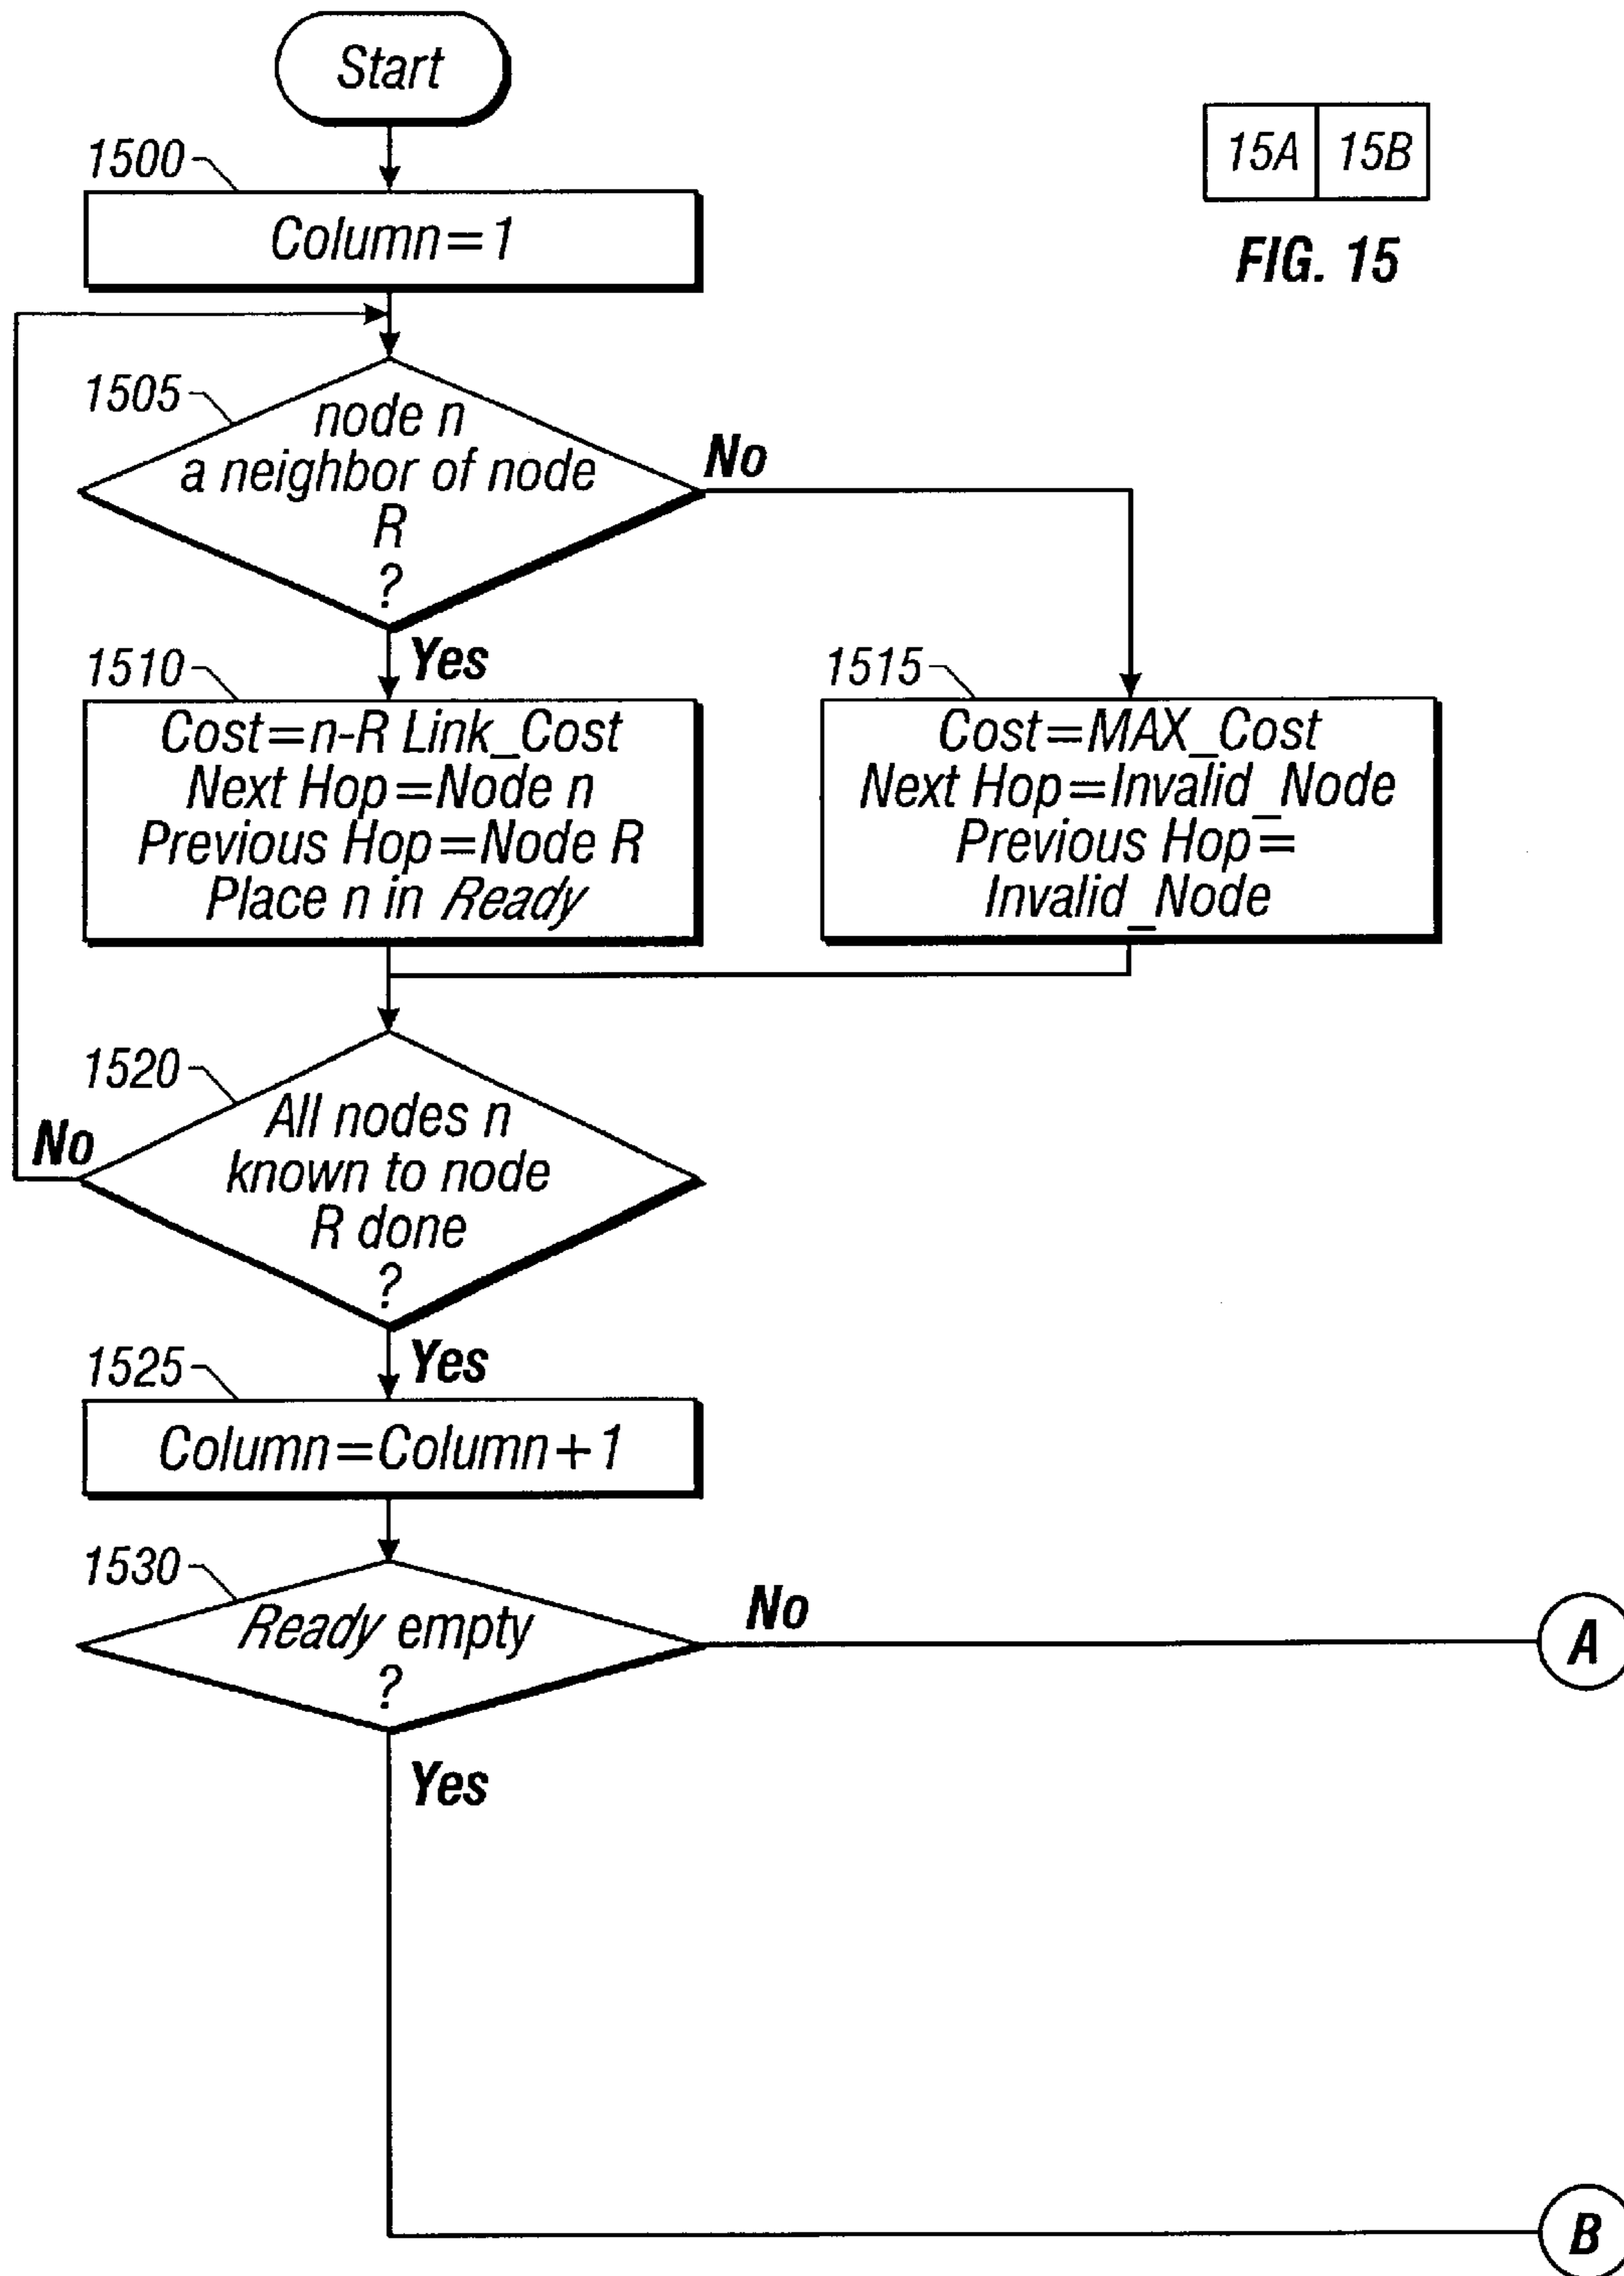 Start
1500
Column=1
15A 15B
FIG. 15
1505
node n
a neighbor of node
R
?
No
Yes
1510
Cost=n-R Link_Cost
Next Hop=Node n
Previous Hop=Node R
Place n in Ready
1515
Cost=MAX_Cost
Next Hop=Invalid_Node
Previous Hop=
Invalid_Node
1520
All nodes n
known to node
R done
?
No
Yes
1525
Column=Column+1
1530
Ready empty
?
No
A
Yes
B